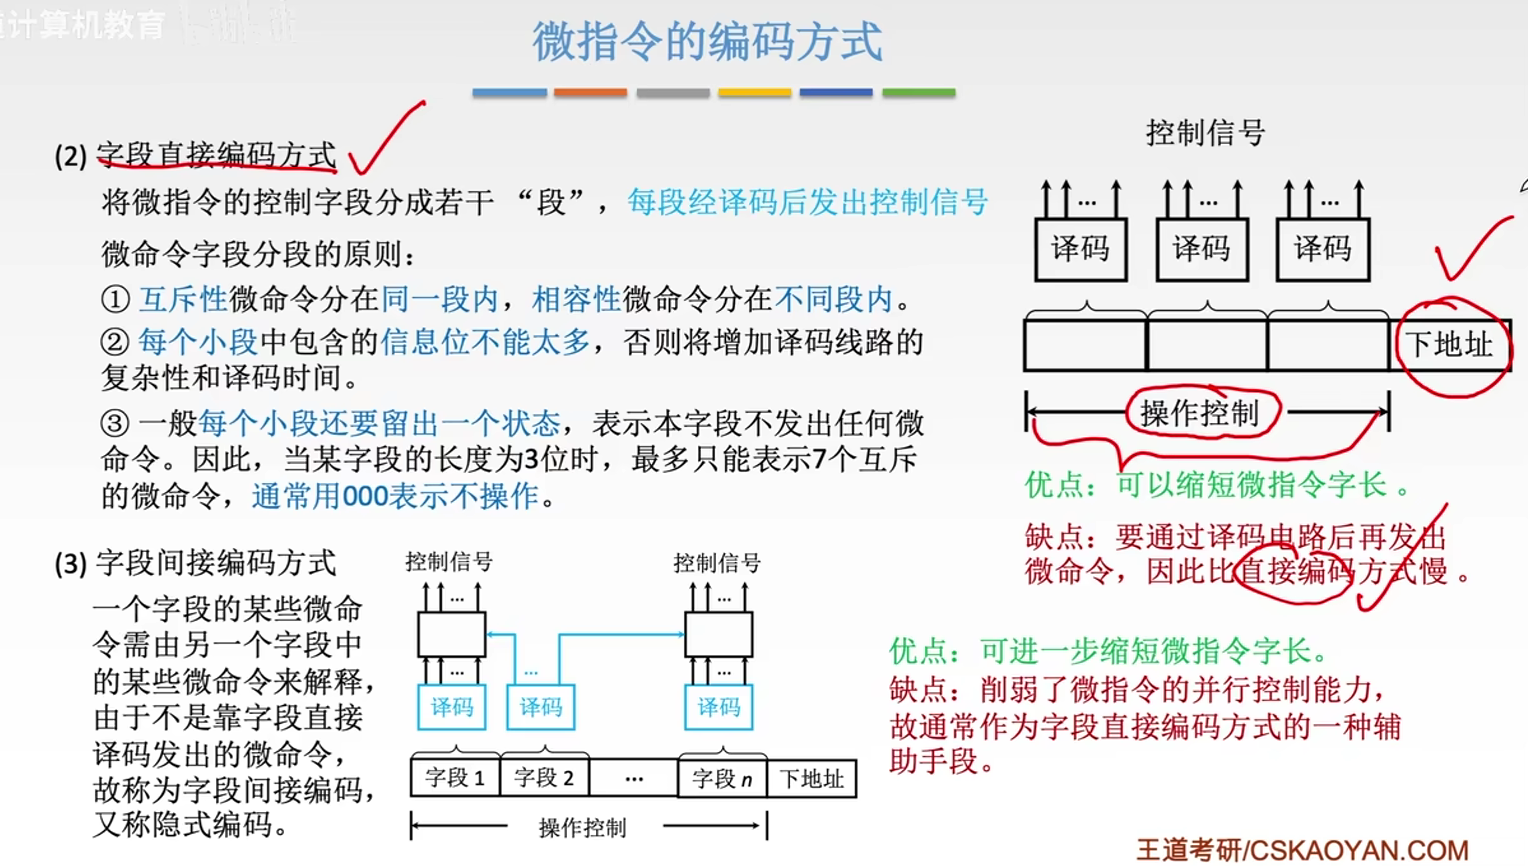 计算机教育
微指令的编码方式
(2) 字段直接编码方式
将微指令的控制字段分成若干 “段”，每段经译码后发出控制信号
微命令字段分段的原则：
① 互斥性微命令分在同一段内，相容性微命令分在不同段内。
② 每个小段中包含的信息位不能太多，否则将增加译码线路的
复杂性和译码时间。
③ 一般每个小段还要留出一个状态，表示本字段不发出任何微
命令。因此，当某字段的长度为3位时，最多只能表示7个互斥
的微命令，通常用000表示不操作。
控制信号
... ... ...
译码 译码 译码
下地址
操作控制
优点：可以缩短微指令字长 。
缺点：要通过译码电路后再发出
微命令，因此比直接编码方式慢 。
(3) 字段间接编码方式
一个字段的某些微命
令需由另一个字段中
的某些微命令来解释，
由于不是靠字段直接
译码发出的微命令，
故称为字段间接编码，
又称隐式编码。
控制信号 控制信号
... ...
... ... ...
译码 译码 译码
字段 1 字段 2 ... 字段 n 下地址
操作控制
优点：可进一步缩短微指令字长。
缺点：削弱了微指令的并行控制能力，
故通常作为字段直接编码方式的一种辅
助手段。
王道考研/CSKAOYAN.COM